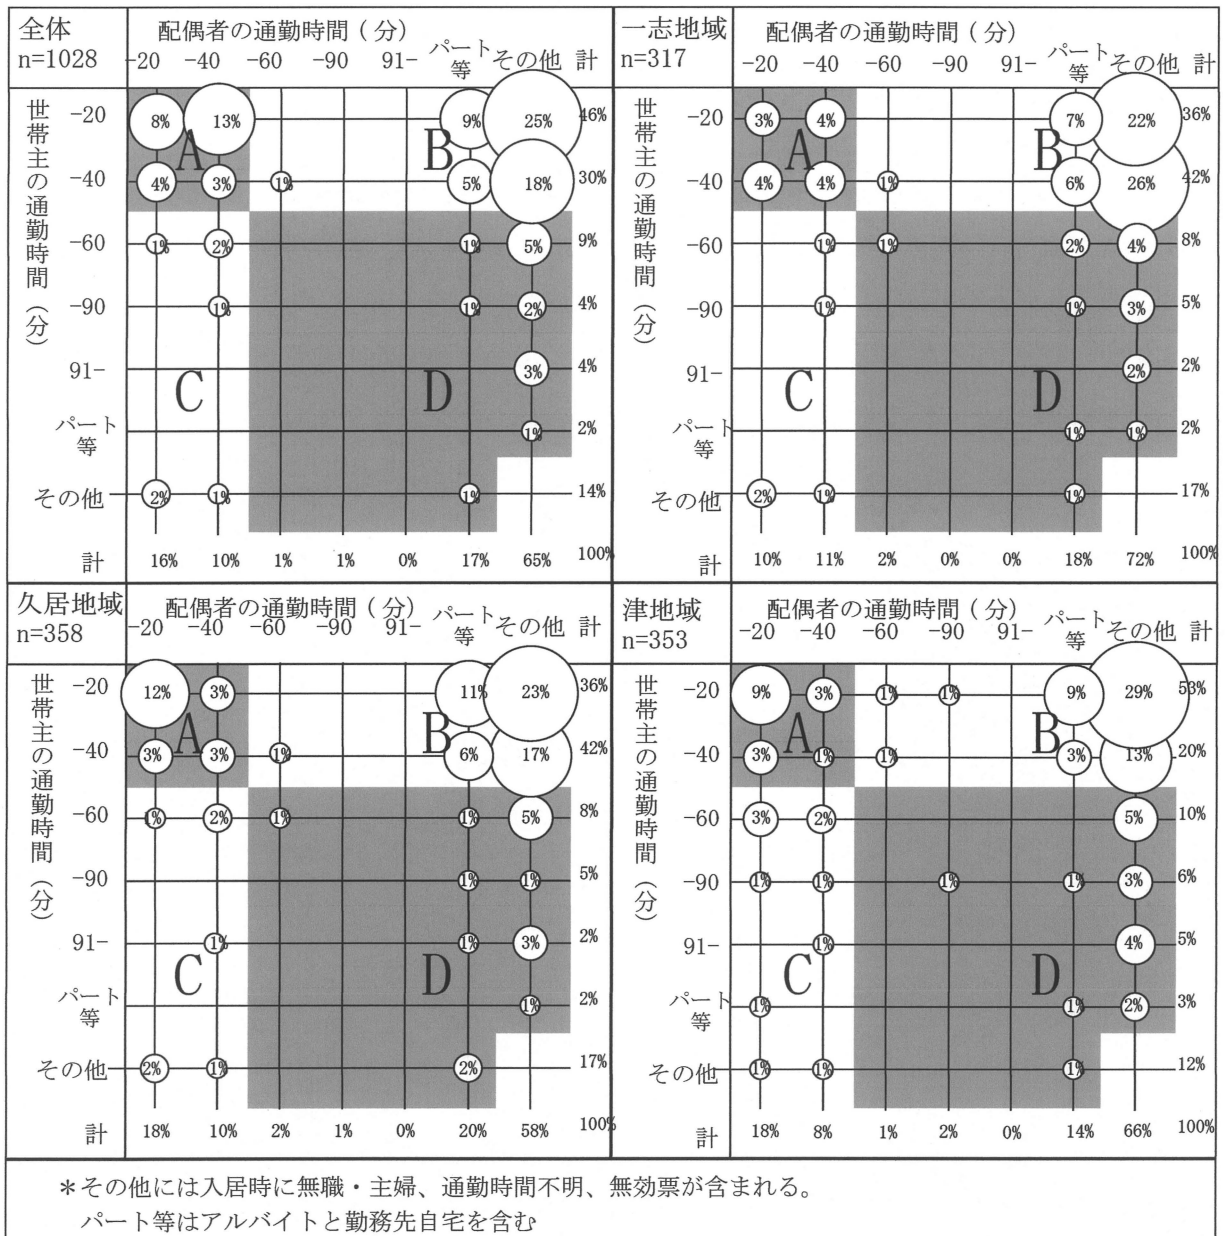 全体 配偶者の通勤時間 ( 分 )
n=1028 -20 -40 -60 -90 91- パート等 その他 計
世帯主の通勤時間 (分)
-20 8% 13% 9% 25% 46%
A B
-40 4% 3% 1% 5% 18% 30%
-60 1% 2% 1% 5% 9%
-90 1% 1% 2% 4%
91- 3% 4%
C D
パート等 1% 2%
その他 2% 1% 1% 14%
計 16% 10% 1% 1% 0% 17% 65% 100%
一志地域 配偶者の通勤時間 ( 分 )
n=317 -20 -40 -60 -90 91- パート等 その他 計
世帯主の通勤時間 (分)
-20 3% 4% 7% 22% 36%
A B
-40 4% 4% 1% 6% 26% 42%
-60 1% 1% 2% 4% 8%
-90 1% 1% 3% 5%
91- 2% 2%
C D
パート等 1% 1% 2%
その他 2% 1% 1% 17%
計 10% 11% 2% 0% 0% 18% 72% 100%
久居地域 配偶者の通勤時間 ( 分 )
n=358 -20 -40 -60 -90 91- パート等 その他 計
世帯主の通勤時間 (分)
-20 12% 3% 11% 23% 36%
A B
-40 3% 3% 1% 6% 17% 42%
-60 1% 2% 1% 1% 5% 8%
-90 1% 1% 5%
91- 1% 1% 3% 2%
C D
パート等 1% 2%
その他 2% 1% 2% 17%
計 18% 10% 2% 1% 0% 20% 58% 100%
津地域 配偶者の通勤時間 ( 分 )
n=353 -20 -40 -60 -90 91- パート等 その他 計
世帯主の通勤時間 (分)
-20 9% 3% 1% 1% 9% 29% 53%
A B
-40 3% 1% 1% 3% 13% 20%
-60 3% 2% 5% 10%
-90 1% 1% 1% 1% 3% 6%
91- 1% 4% 5%
C D
パート等 1% 1% 2% 3%
その他 1% 1% 1% 12%
計 18% 8% 1% 2% 0% 14% 66% 100%
＊その他には入居時に無職・主婦、通勤時間不明、無効票が含まれる。
パート等はアルバイトと勤務先自宅を含む